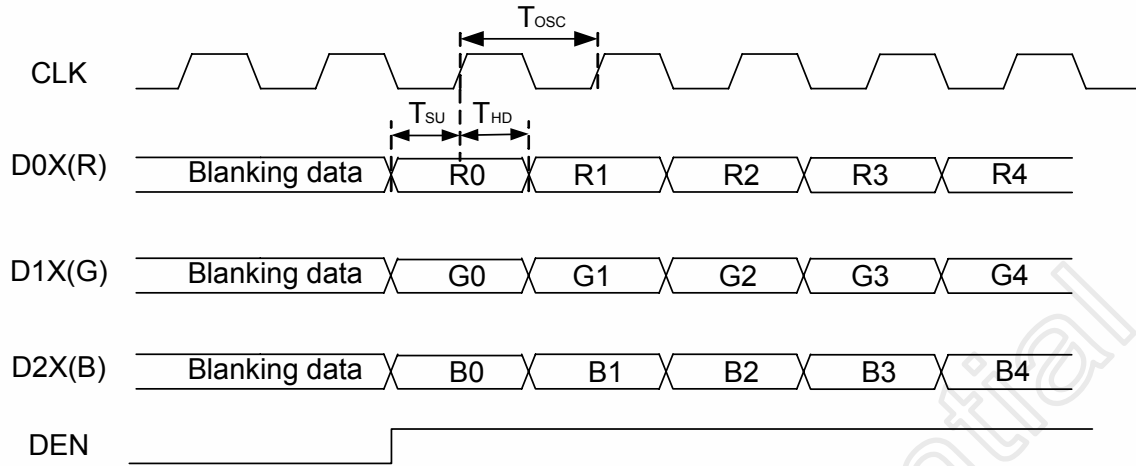 TOSC
CLK
TSU THD
D0X(R) Blanking data R0 R1 R2 R3 R4
D1X(G) Blanking data G0 G1 G2 G3 G4
D2X(B) Blanking data B0 B1 B2 B3 B4
DEN